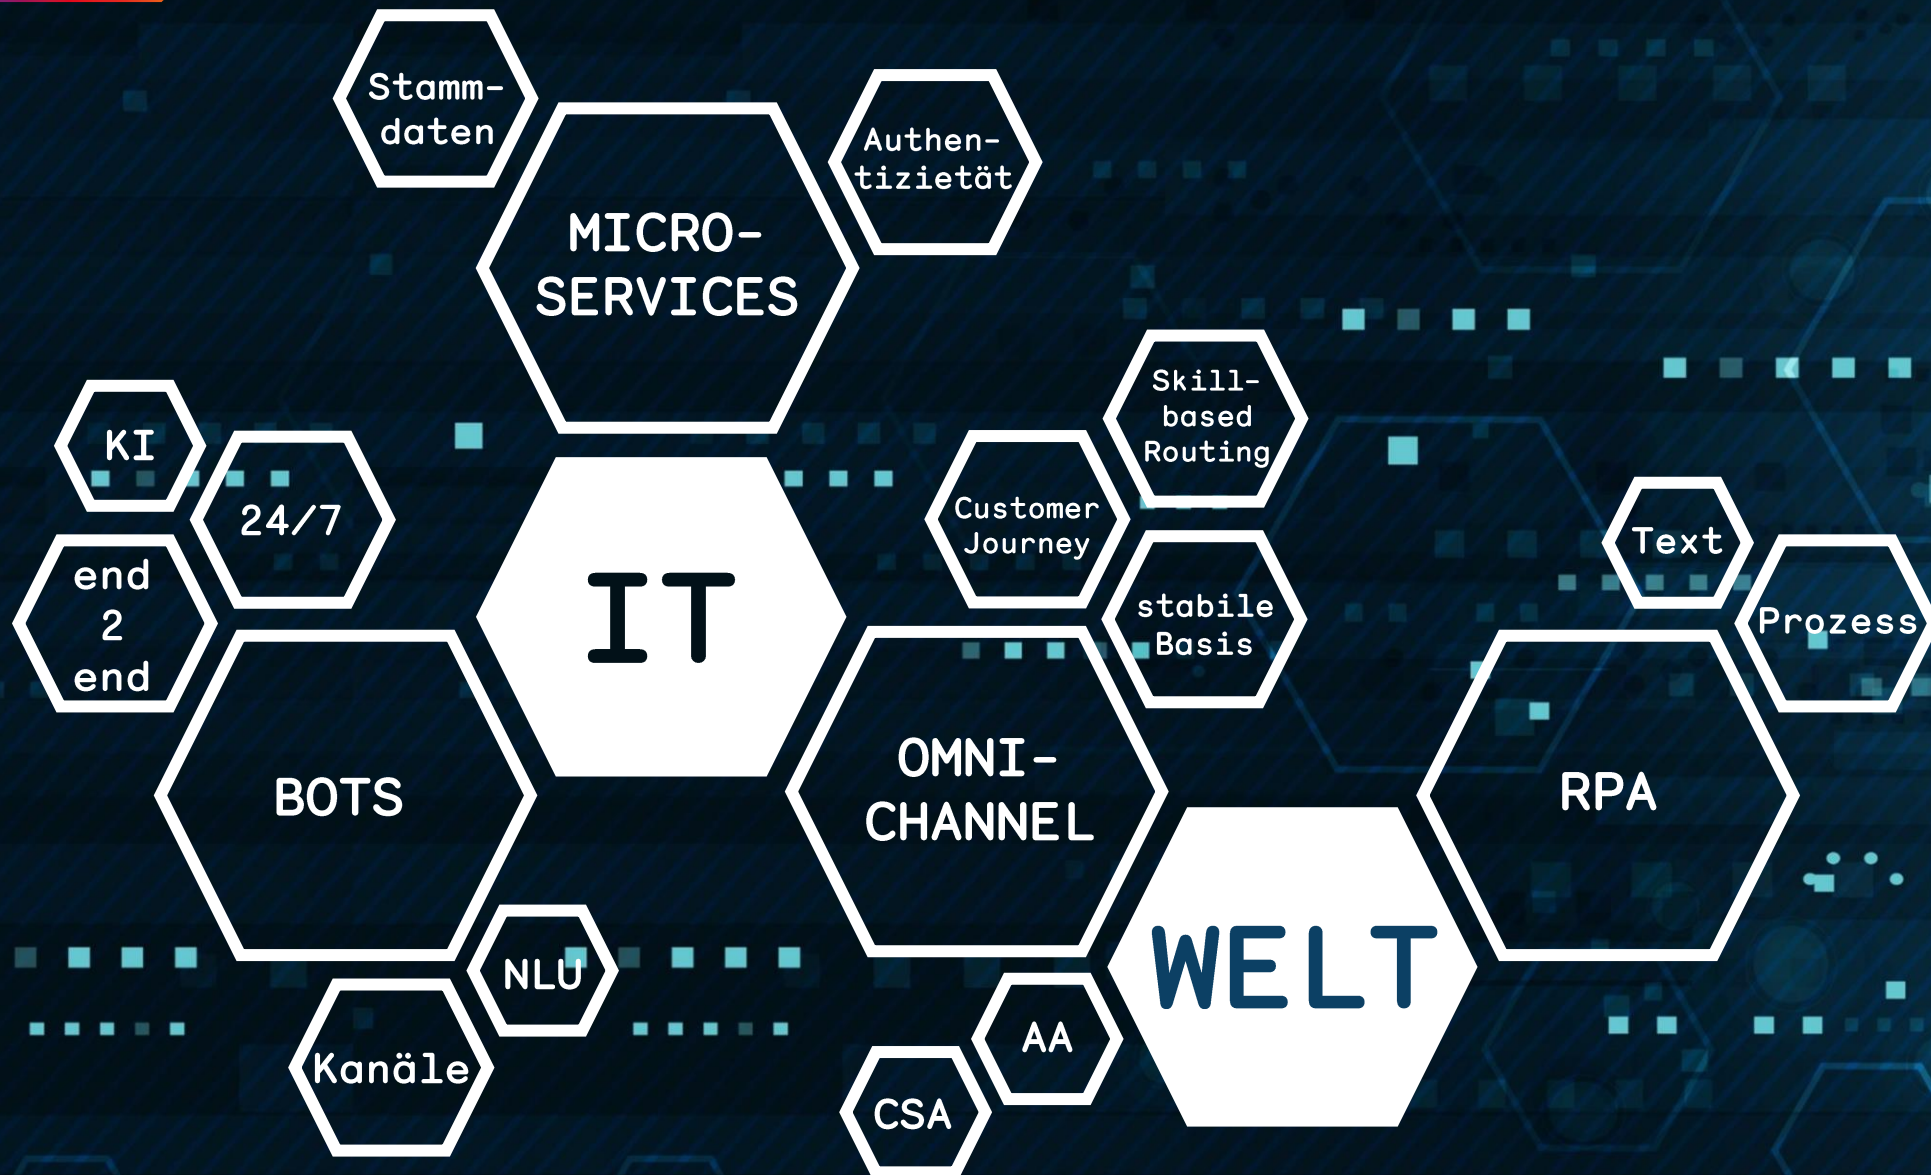 Stamm-
daten
Authen-
tizietät
MICRO-
SERVICES
KI
24/7
end
2
end
BOTS
NLU
Kanäle
IT
Customer
Journey
Skill-
based
Routing
stabile
Basis
OMNI-
CHANNEL
AA
CSA
WELT
Text
Prozess
RPA